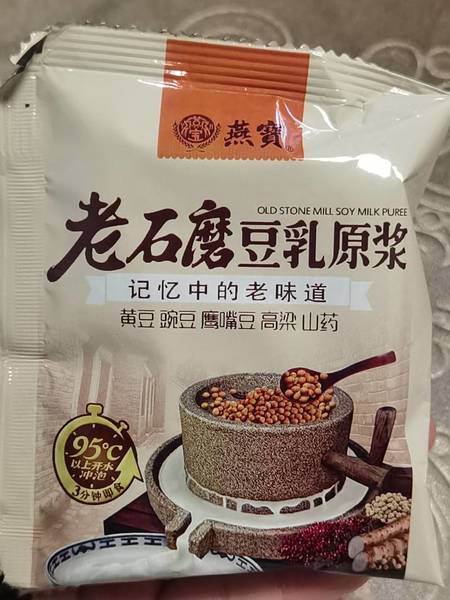 燕寶
OLD STONE MILL SOY MILK PUREE
老石磨豆乳原浆
记忆中的老味道
黄豆 豌豆 鹰嘴豆 高粱 山药
95℃
以上开水
冲泡
3分钟即食